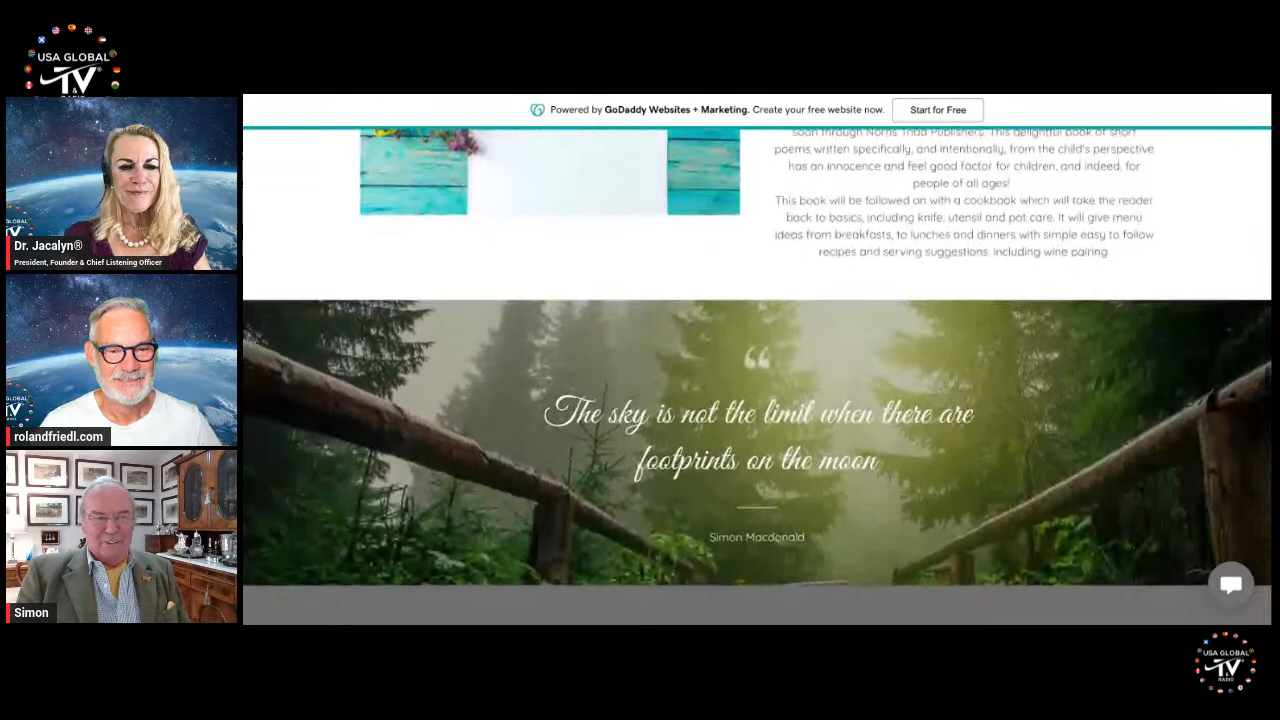 USA GLOBAL
TV®
&
Dr. Jacalyn®
President, Founder & Chief Listening Officer
GLOBAL
TV
rolandfriedl.com
GLOBAL
TV
Simon
Powered by GoDaddy Websites + Marketing. Create your free website now.
Start for Free
soon through Norns Triad Publishers. This delightful book of short
poems written specifically, and intentionally, from the child's perspective
has an innocence and feel good factor for children, and indeed, for
people of all ages!
This book will be followed on with a cookbook which will take the reader
back to basics, including knife, utensil and pot care. It will give menu
ideas from breakfasts, to lunches and dinners with simple easy to follow
recipes and serving suggestions, including wine pairing.
“
The sky is not the limit when there are
footprints on the moon
Simon Macdonald
USA GLOBAL
TV
RADIO